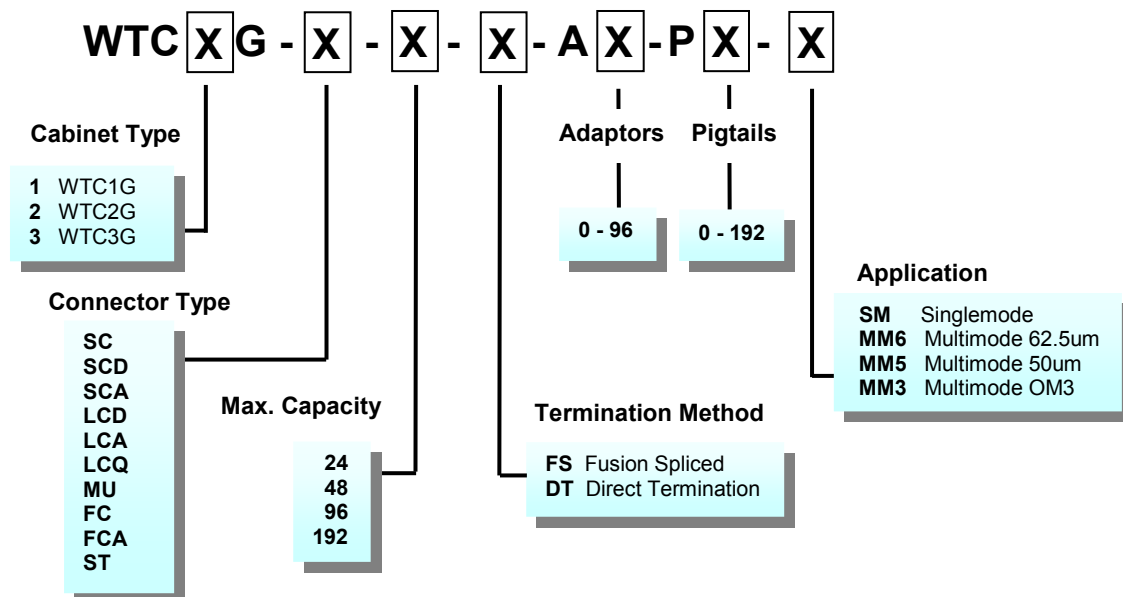 WTC X G - X - X - X - A X - P X - X
Cabinet Type
1 WTC1G
2 WTC2G
3 WTC3G
Connector Type
SC
SCD
SCA
LCD
LCA
LCQ
MU
FC
FCA
ST
Max. Capacity
24
48
96
192
Termination Method
FS Fusion Spliced
DT Direct Termination
Adaptors
0 - 96
Pigtails
0 - 192
Application
SM Singlemode
MM6 Multimode 62.5um
MM5 Multimode 50um
MM3 Multimode OM3